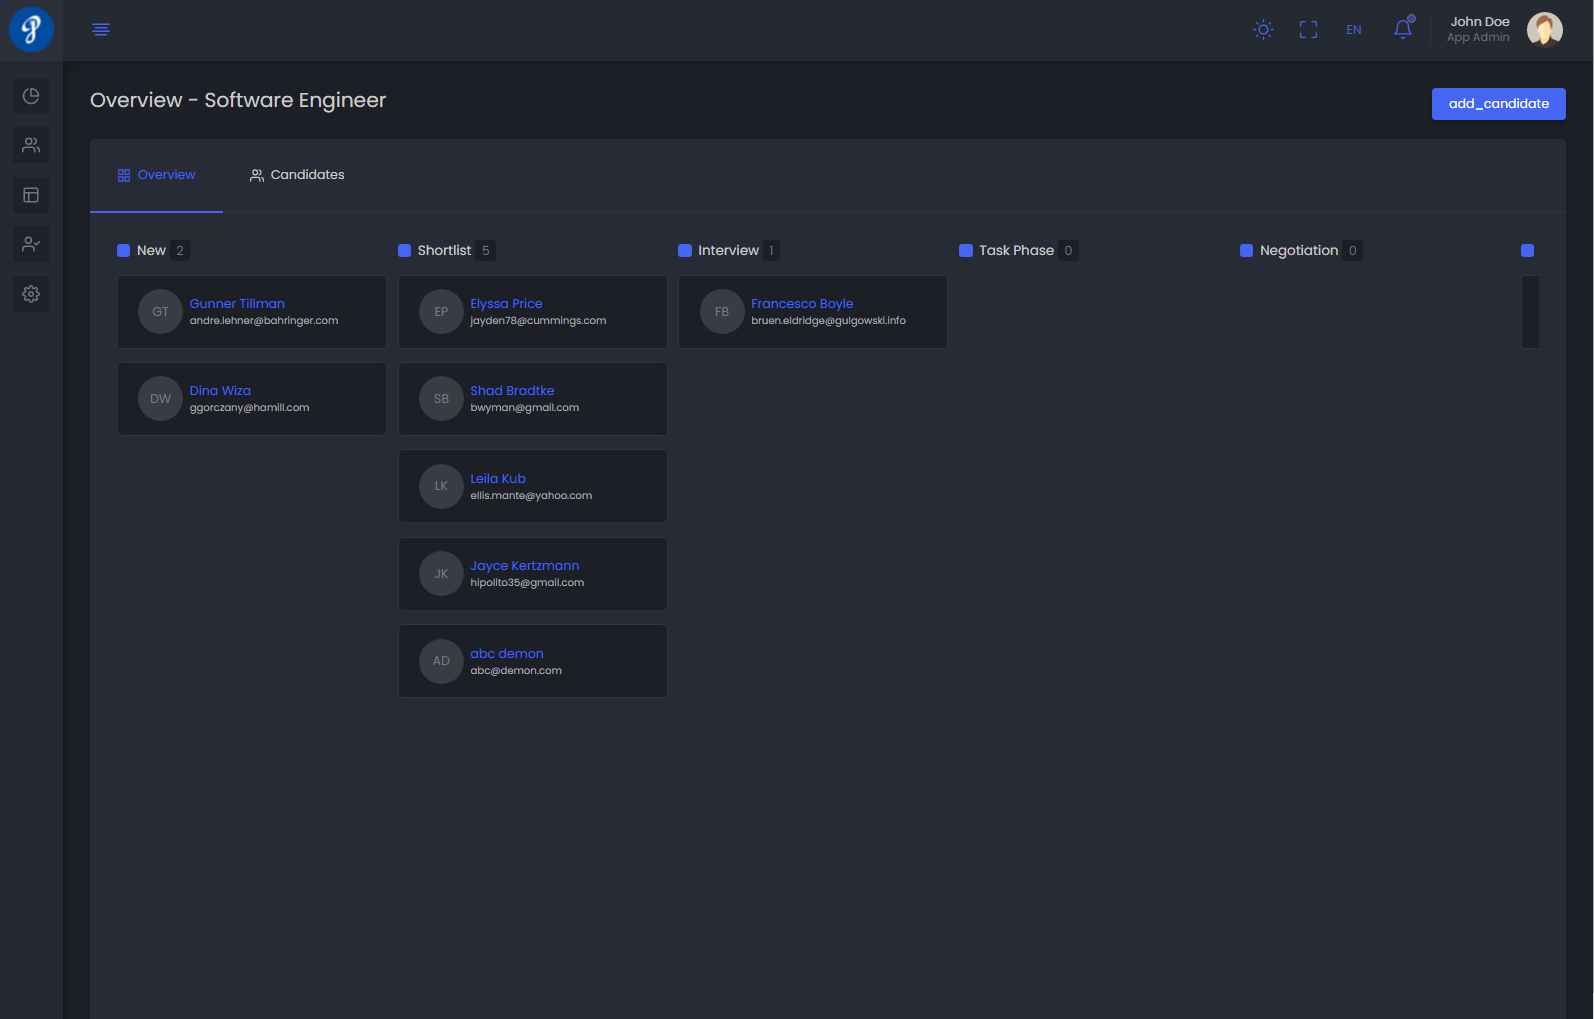 EN
John Doe
App Admin
Overview - Software Engineer
add_candidate
Overview
Candidates
New 2
Shortlist 5
Interview 1
Task Phase 0
Negotiation 0
GT
Gunner Tillman
andre.lehner@bahringer.com
EP
Elyssa Price
jayden78@cummings.com
FB
Francesco Boyle
bruen.eldridge@gulgowski.info
DW
Dina Wiza
ggorczany@hamill.com
SB
Shad Bradtke
bwyman@gmail.com
LK
Leila Kub
ellis.mante@yahoo.com
JK
Jayce Kertzmann
hipolito35@gmail.com
AD
abc demon
abc@demon.com